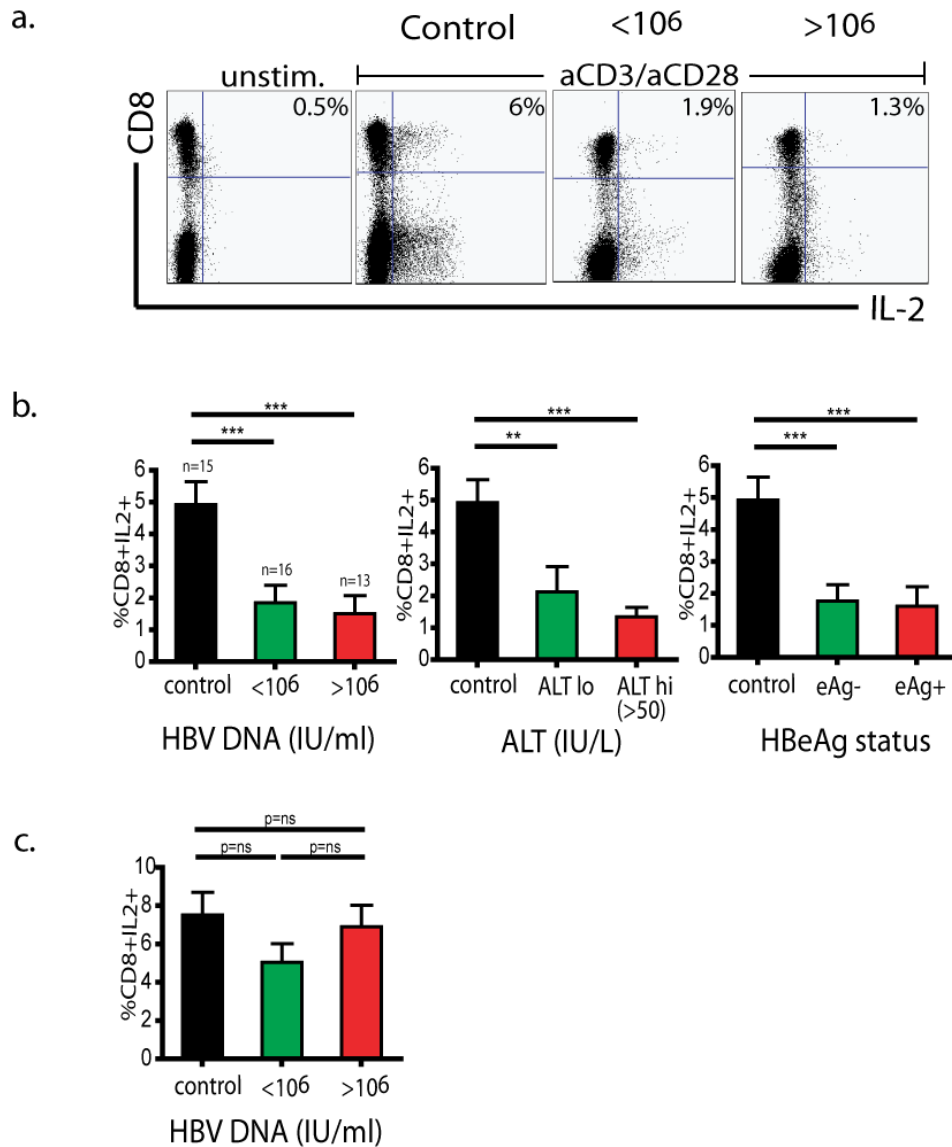 a.
Control <10⁶ >10⁶
unstim. aCD3/aCD28
CD8
0.5% 6% 1.9% 1.3%
IL-2
b.
*** *** ***
*** ** ***
%CD8+IL2+
6
5
4
3
2
1
0
n=15
n=16
n=13
control <10⁶ >10⁶
HBV DNA (IU/ml)
%CD8+IL2+
6
5
4
3
2
1
0
control ALT lo ALT hi
(>50)
ALT (IU/L)
%CD8+IL2+
6
5
4
3
2
1
0
control eAg- eAg+
HBeAg status
c.
p=ns
p=ns p=ns
%CD8+IL2+
10
8
6
4
2
0
control <10⁶ >10⁶
HBV DNA (IU/ml)